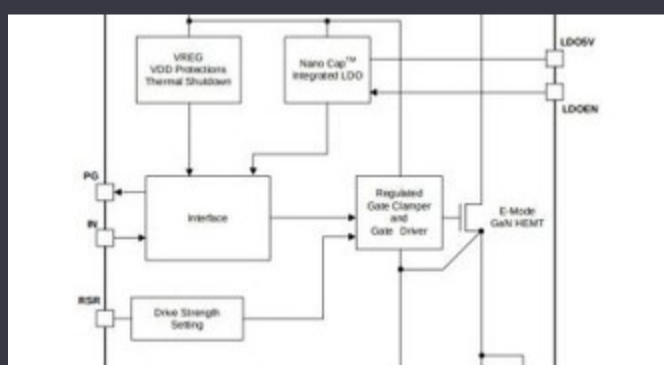 LDO5V
VREG
VDD Protections
Thermal Shutdown
Nano Cap™
Integrated LDO
LDOEN
PG
Interface
Regulated
Gate Clamper
and
Gate Driver
E-Mode
GaN HEMT
IN
RSR
Drive Strength
Setting